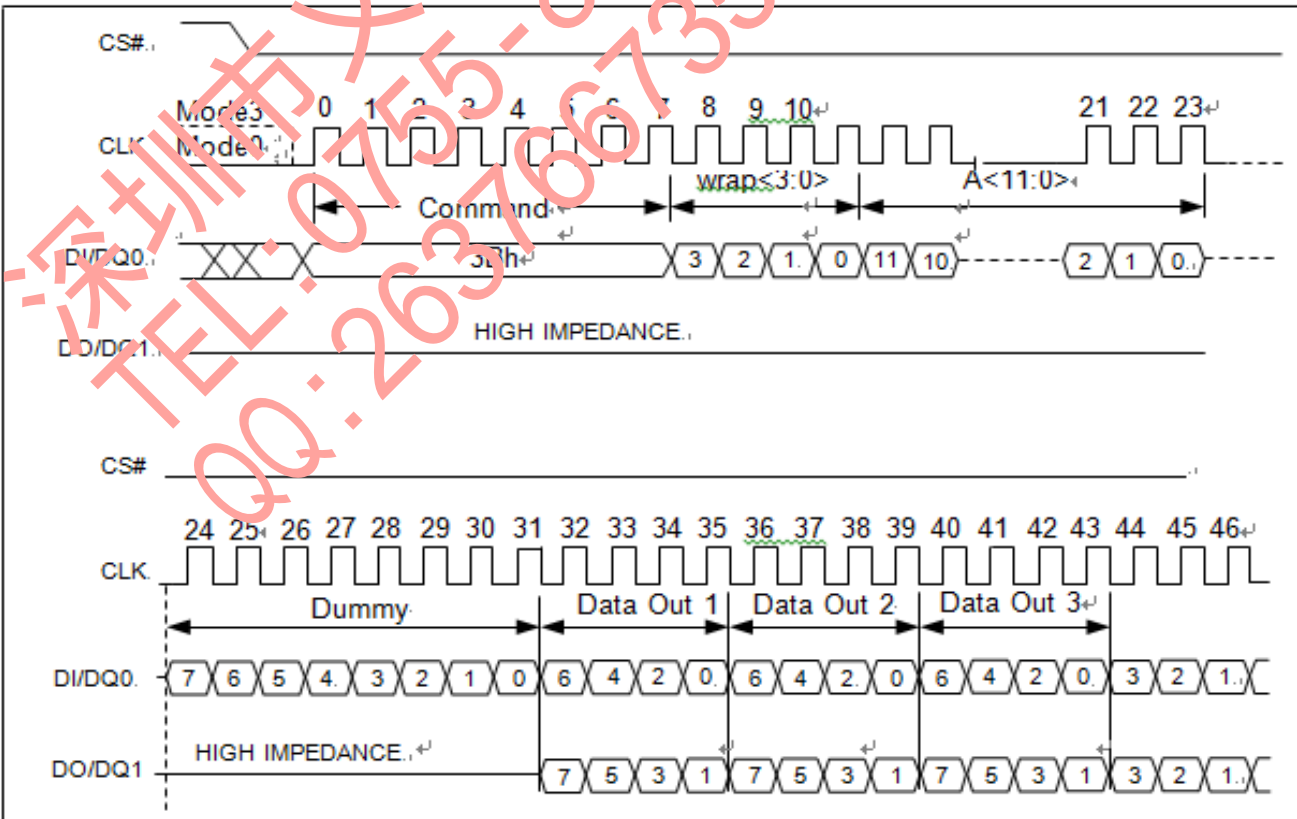 深圳市
TEL:0755-8
QQ:26376673
CS#
Mode3 0 1 2 3 4 5 6 7 8 9 10 21 22 23
CLK Mode0
wrap<3:0> A<11:0>
Command
DI/DQ0 3Bh 3 2 1. 0 11 10. 2 1 0.
HIGH IMPEDANCE.
DO/DQ1
CS#
24 25 26 27 28 29 30 31 32 33 34 35 36 37 38 39 40 41 42 43 44 45 46
CLK.
Dummy Data Out 1 Data Out 2 Data Out 3
DI/DQ0. 7 6 5 4. 3 2 1 0 6 4 2 0. 6 4 2. 0 6 4 2 0. 3 2 1.
HIGH IMPEDANCE.
DO/DQ1 7 5 3 1 7 5 3 1 7 5 3 1 3 2 1.